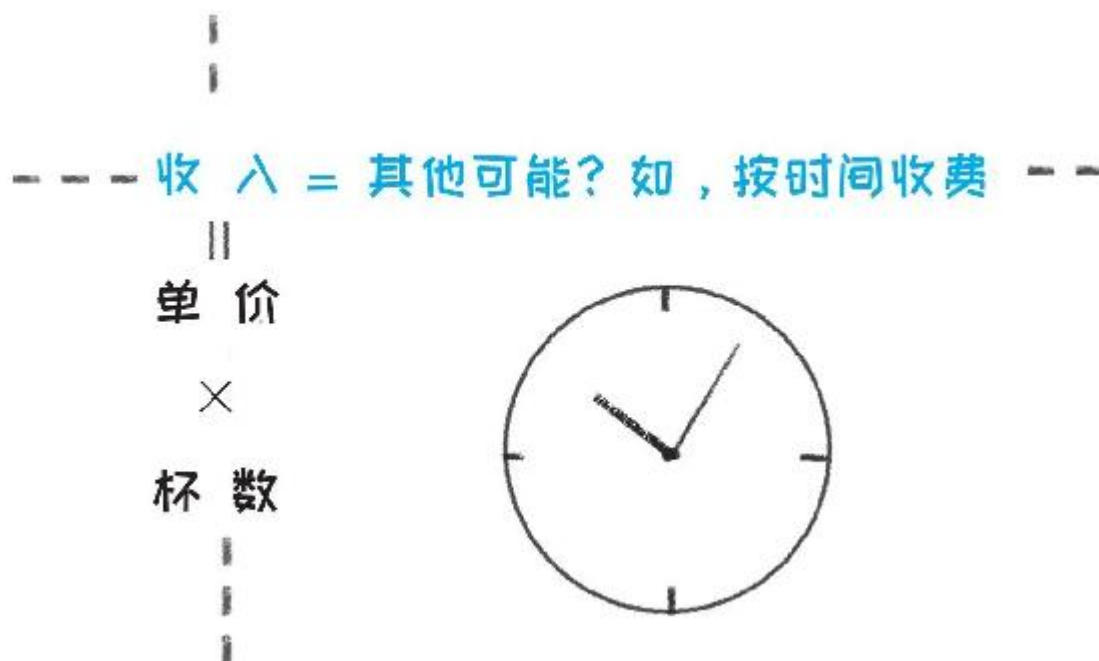 收 入 = 其他可能？如，按时间收费
||
单 价
×
杯 数